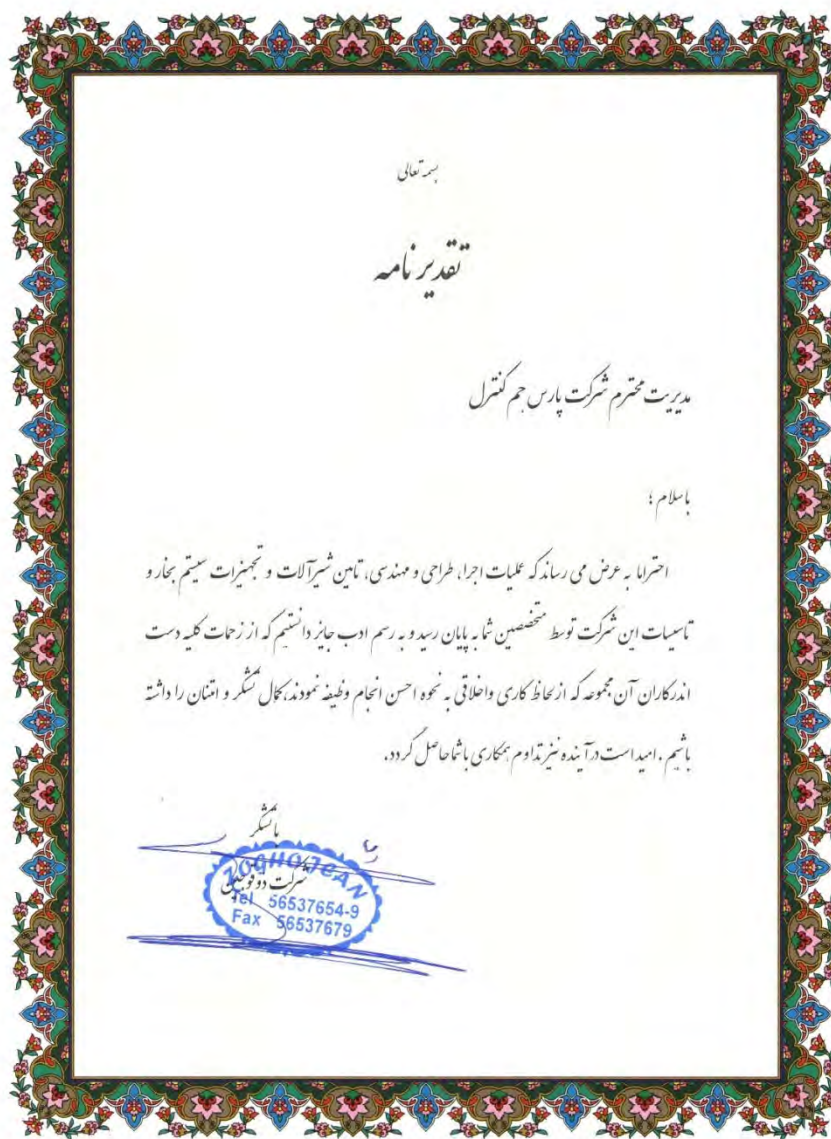 بسمه تعالی
تقدیر نامه
مدیریت محترم شرکت پارس جم کنترل
باسلام ؛
احتراما به عرض می رساند که عملیات اجرا، طراحی و مهندسی، تامین شیرآلات و تجهیزات سیستم بخار و
تاسیسات این شرکت توسط متخصصین شما به پایان رسید و به رسم ادب جایز دانستیم که از زحمات کلیه دست
اندرکاران آن مجموعه که از لحاظ کاری واخلاقی به نحوه احسن انجام وظیفه نمودند، کمال تشکر و امتنان را داشته
باشیم . امید است در آینده نیز تداوم همکاری با شما حاصل گردد.
باتشکر
شرکت
Tel 56537654-9
Fax 56537679